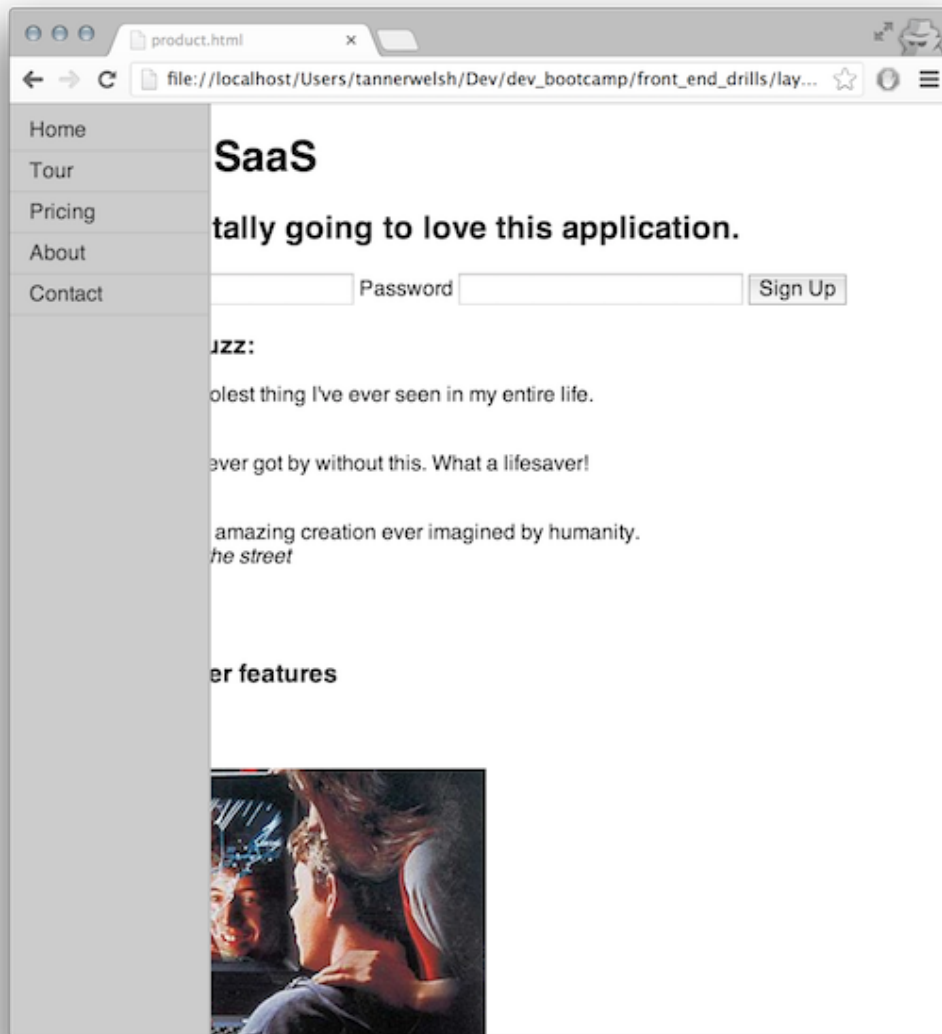 product.html
file://localhost/Users/tannerwelsh/Dev/dev_bootcamp/front_end_drills/lay...
Home
Tour
Pricing
About
Contact
SaaS
tally going to love this application.
Password Sign Up
uzz:
olest thing I've ever seen in my entire life.
ever got by without this. What a lifesaver!
amazing creation ever imagined by humanity.
he street
er features